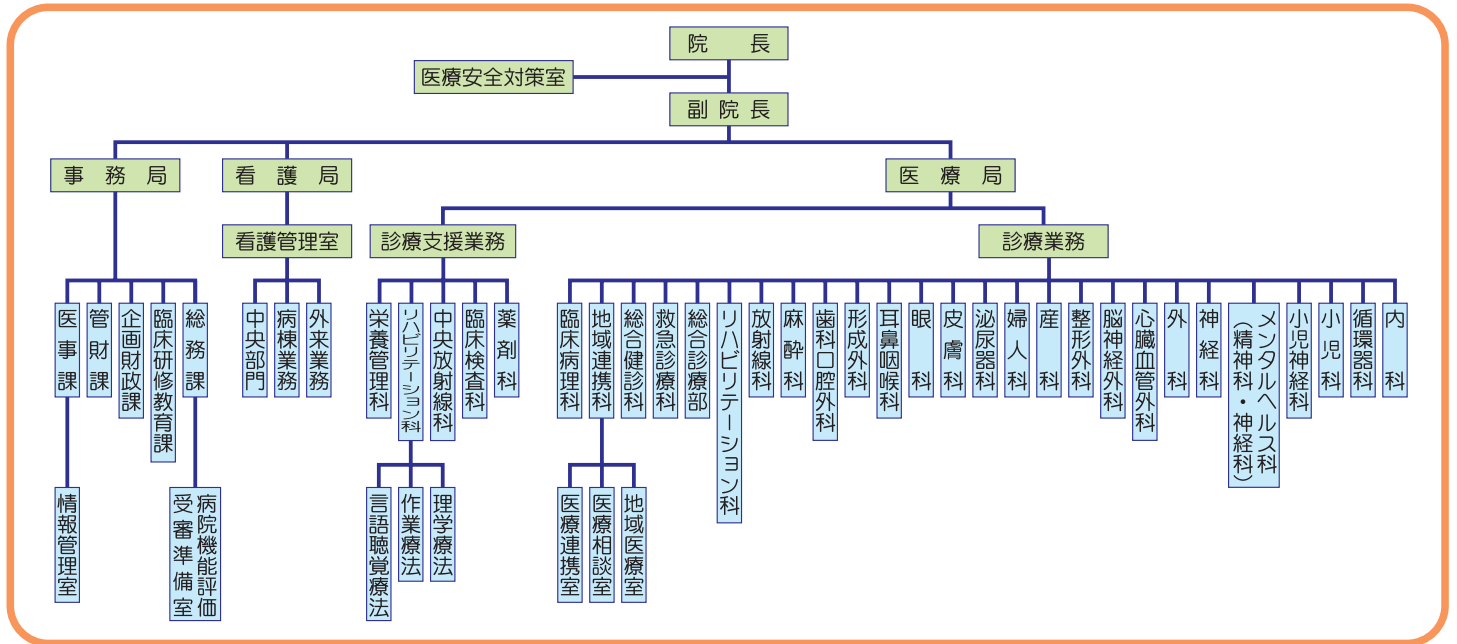 院長
医療安全対策室
副院長
事務局
看護局
医療局
看護管理室
診療支援業務
診療業務
医事課
管財課
企画財政課
臨床研修教育課
総務課
中央部門
病棟業務
外来業務
栄養管理科
リハビリテーション科
中央放射線科
臨床検査科
薬剤科
臨床病理科
地域連携科
総合健診科
救急診療科
総合診療部
リハビリテーション科
放射線科
麻酔科
歯科口腔外科
形成外科
耳鼻咽喉科
眼科
皮膚科
泌尿器科
婦人科
産科
整形外科
脳神経外科
心臓血管外科
外科
神経科
メンタルヘルス科
（精神科・神経科）
小児神経科
小児科
循環器科
内科
情報管理室
病院機能評価
受審準備室
言語聴覚療法
作業療法
理学療法
医療連携室
医療相談室
地域医療室